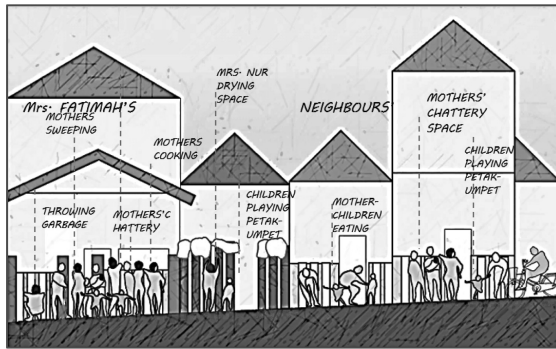 Mrs. FATIMAH'S
MOTHERS
SWEEPING
MOTHERS
COOKING
THROWING
GARBAGE
MOTHERS'C
HATTERY
MRS. NUR
DRYING
SPACE
CHILDREN
PLAYING
PETAK-
UMPET
NEIGHBOURS'
MOTHER-
CHILDREN
EATING
MOTHERS'
CHATTERY
SPACE
CHILDREN
PLAYING
PETAK-
UMPET